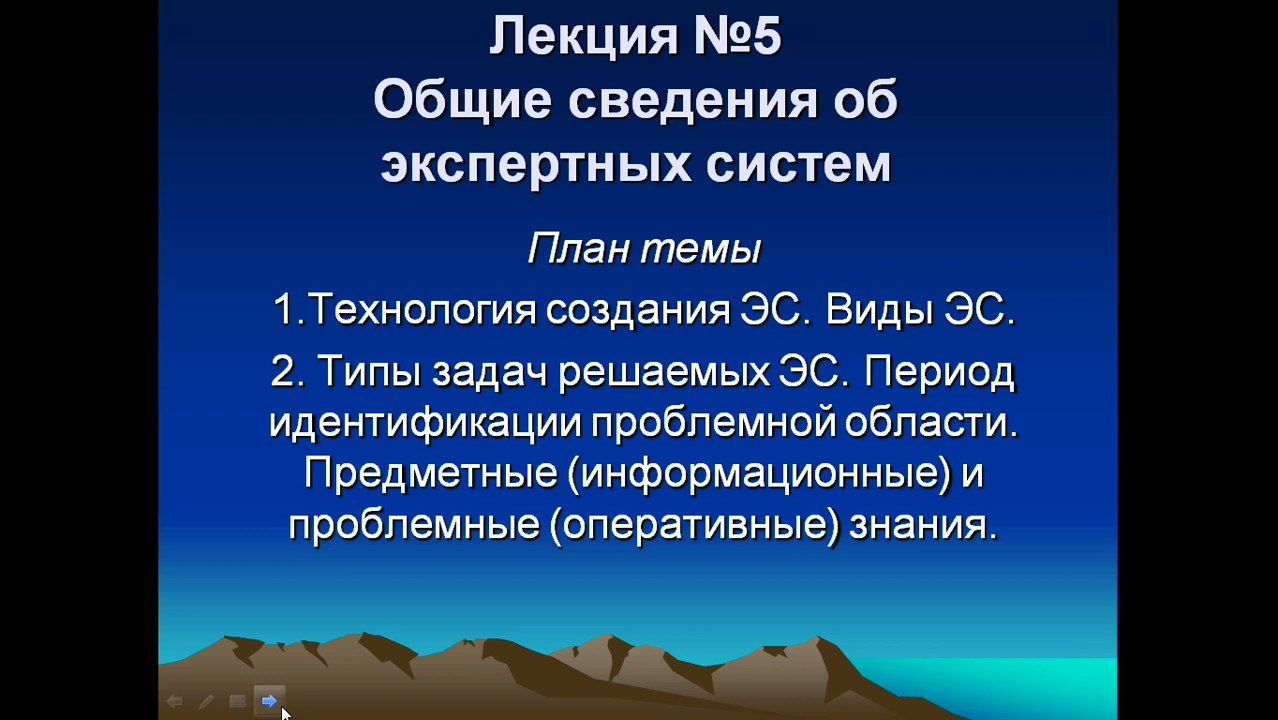 Лекция №5
Общие сведения об
экспертных систем
План темы
1.Технология создания ЭС. Виды ЭС.
2. Типы задач решаемых ЭС. Период
идентификации проблемной области.
Предметные (информационные) и
проблемные (оперативные) знания.